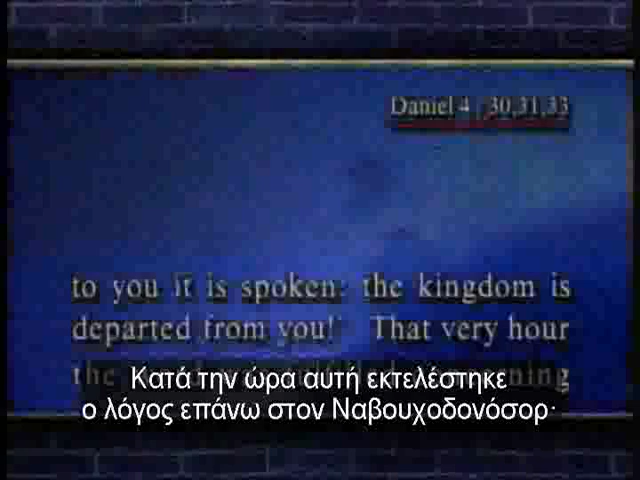 Daniel 4 : 30,31,33
to you it is spoken: the kingdom is
departed from you! That very hour
the
Κατά την ώρα αυτή εκτελέστηκε
ο λόγος επάνω στον Ναβουχοδονόσορ·